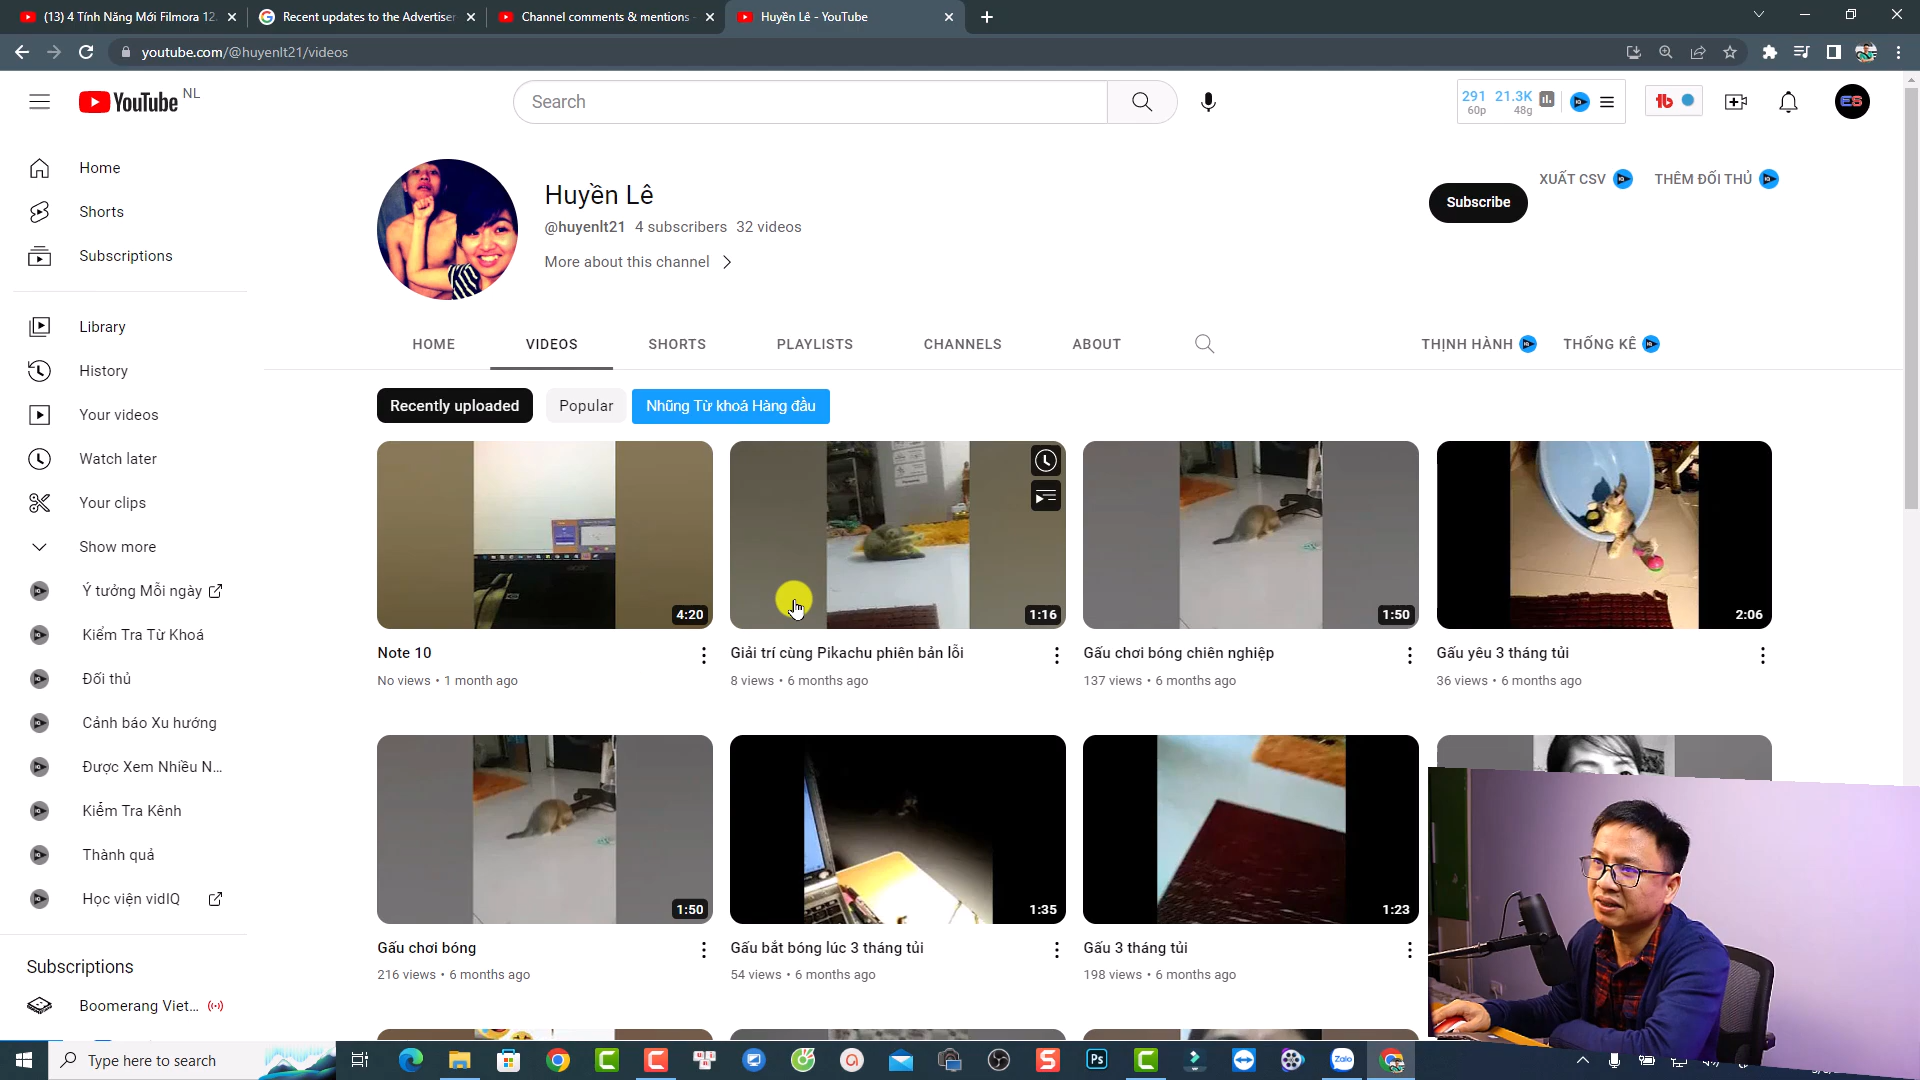 (13) 4 Tính Năng Mới Filmora 12
Recent updates to the Advertiser
Channel comments & mentions
Huyền Lê - YouTube
youtube.com/@huyenlt21/videos
YouTube NL
Search
291 21.3K
60p 48g
Home
Shorts
Subscriptions
Library
History
Your videos
Watch later
Your clips
Show more
Ý tưởng Mỗi ngày
Kiểm Tra Từ Khoá
Đối thủ
Cảnh báo Xu hướng
Được Xem Nhiều N...
Kiểm Tra Kênh
Thành quả
Học viện vidIQ
Subscriptions
Boomerang Viet...
Huyền Lê
@huyenlt21 4 subscribers 32 videos
More about this channel
Subscribe
XUẤT CSV
THÊM ĐỐI THỦ
HOME VIDEOS SHORTS PLAYLISTS CHANNELS ABOUT
THỊNH HÀNH THỐNG KÊ
Recently uploaded Popular Những Từ khoá Hàng đầu
4:20
1:16
1:50
2:06
Note 10
No views • 1 month ago
Giải trí cùng Pikachu phiên bản lỗi
8 views • 6 months ago
Gấu chơi bóng chiên nghiệp
137 views • 6 months ago
Gấu yêu 3 tháng tủi
36 views • 6 months ago
1:50
1:35
1:23
Gấu chơi bóng
216 views • 6 months ago
Gấu bắt bóng lúc 3 tháng tủi
54 views • 6 months ago
Gấu 3 tháng tủi
198 views • 6 months ago
Type here to search
Ps
Zalo